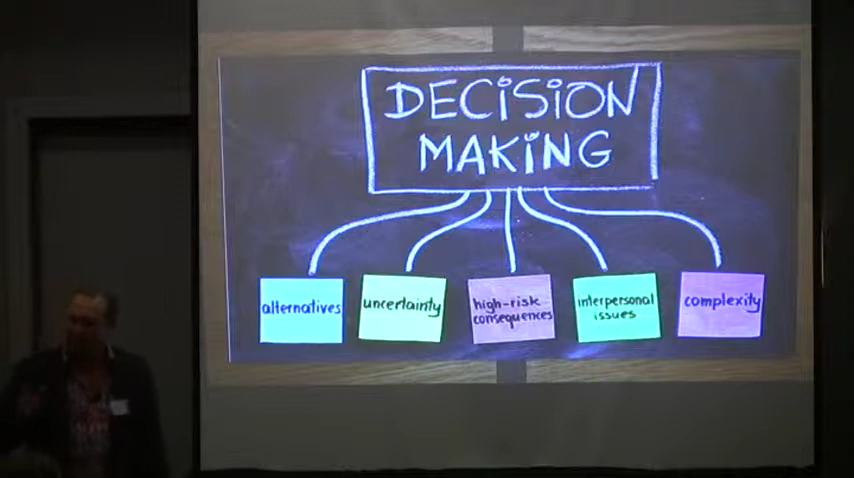 DECiSiON
MAKiNG
alternatives
uncertainty
high-risk
consequences
interpersonal
issues
complexity